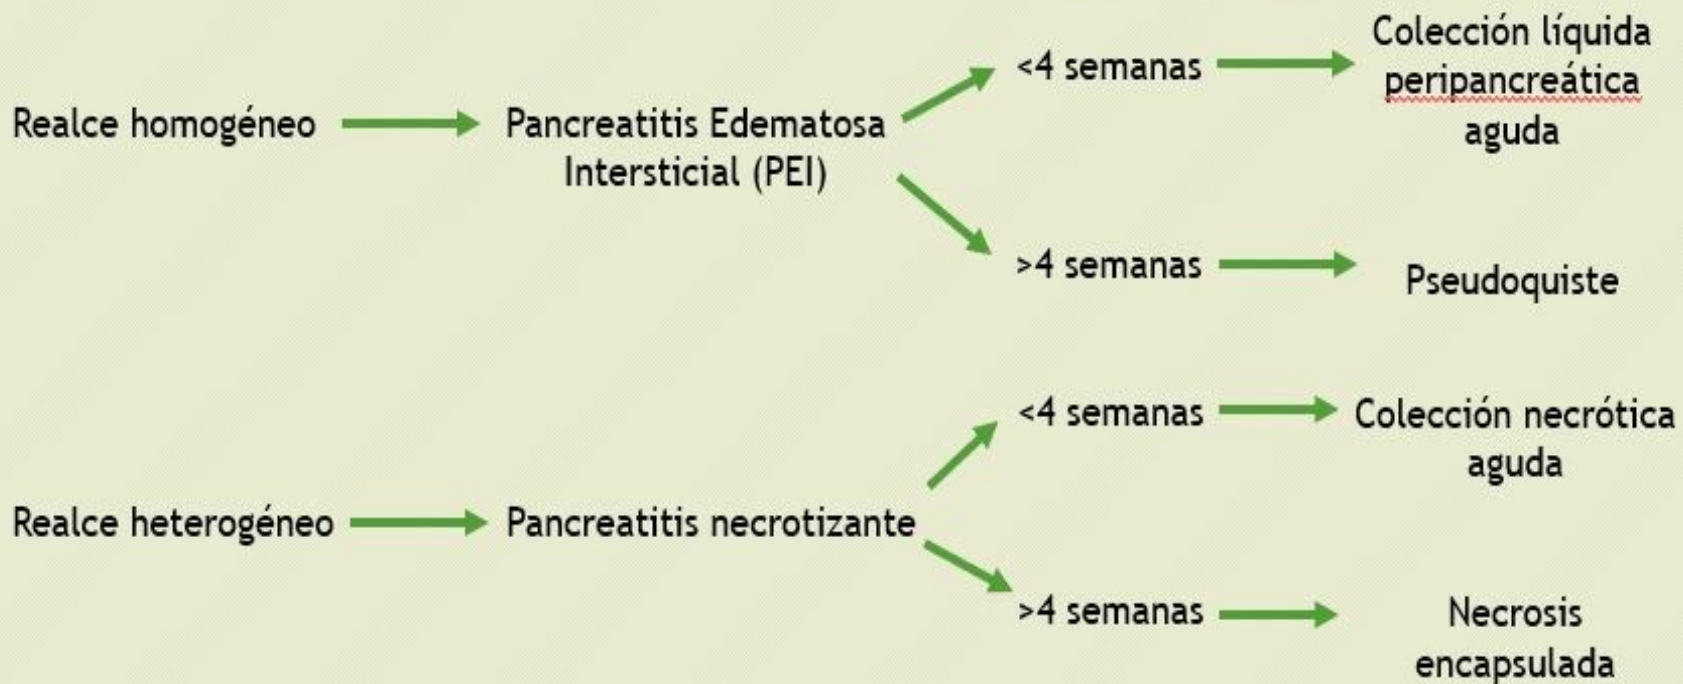 Realce homogéneo
Pancreatitis Edematosa
Intersticial (PEI)
<4 semanas
Colección líquida
peripancreática
aguda
>4 semanas
Pseudoquiste
Realce heterogéneo
Pancreatitis necrotizante
<4 semanas
Colección necrótica
aguda
>4 semanas
Necrosis
encapsulada